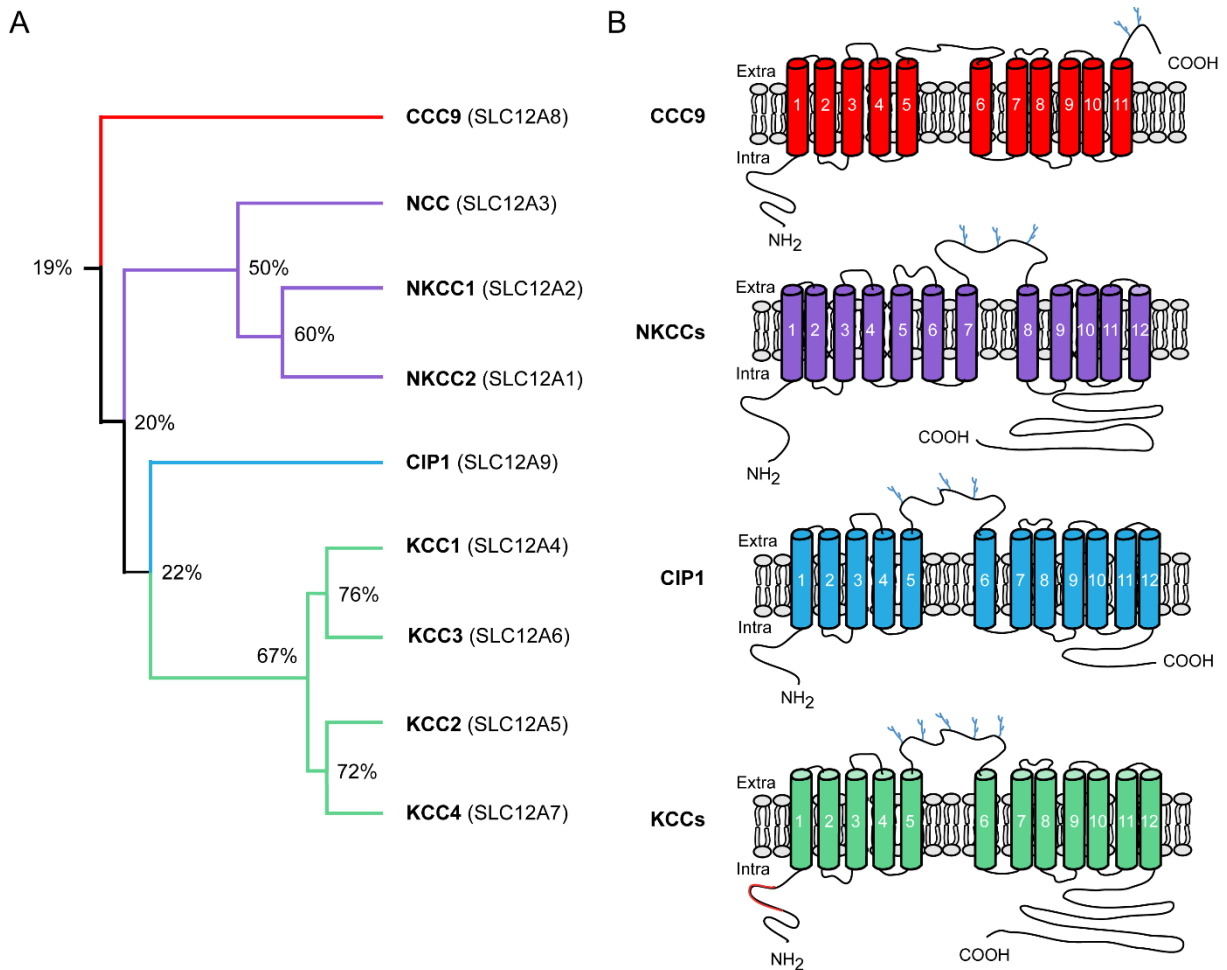 A
CCC9 (SLC12A8)
NCC (SLC12A3)
19%
50%
NKCC1 (SLC12A2)
60%
NKCC2 (SLC12A1)
20%
CIP1 (SLC12A9)
KCC1 (SLC12A4)
22%
76%
KCC3 (SLC12A6)
67%
KCC2 (SLC12A5)
72%
KCC4 (SLC12A7)
B
COOH
Extra
CCC9
1 2 3 4 5 6 7 8 9 10 11
Intra
NH2
Extra
NKCCs
1 2 3 4 5 6 7 8 9 10 11 12
Intra
COOH
NH2
Extra
CIP1
1 2 3 4 5 6 7 8 9 10 11 12
Intra
COOH
NH2
Extra
KCCs
1 2 3 4 5 6 7 8 9 10 11 12
Intra
NH2
COOH